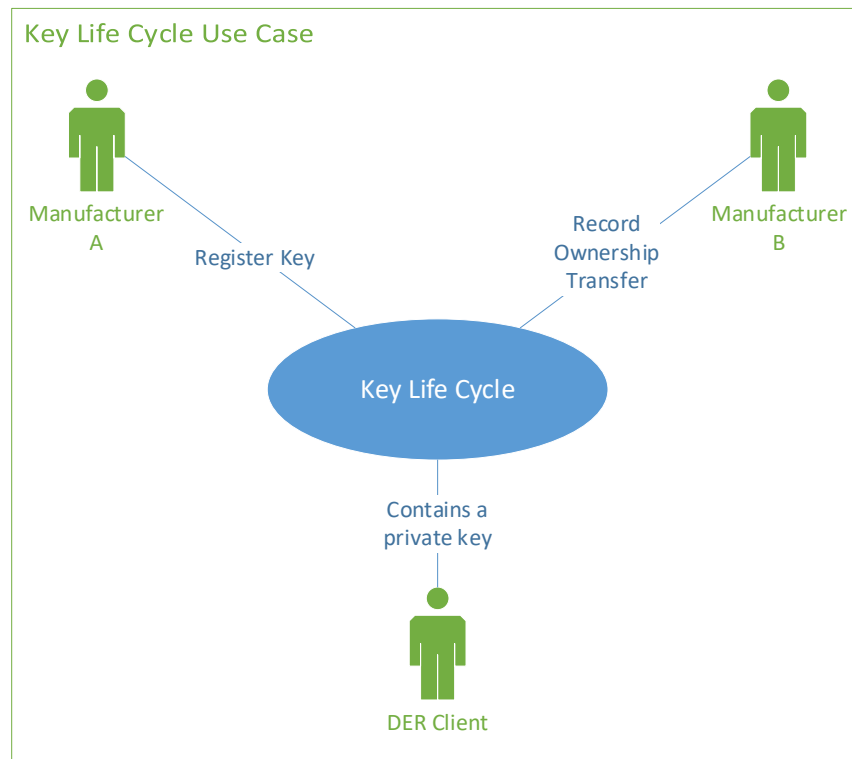 Key Life Cycle Use Case
Manufacturer
A
Manufacturer
B
Register Key
Record
Ownership
Transfer
Key Life Cycle
Contains a
private key
DER Client